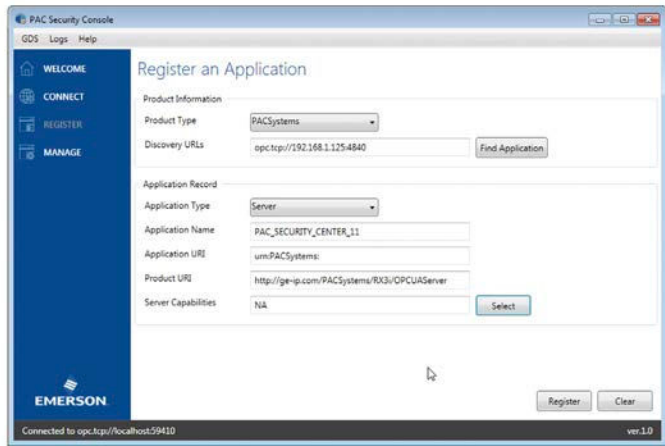 PAC Security Console
GDS Logs Help
WELCOME
CONNECT
REGISTER
MANAGE
Register an Application
Product Information
Product Type PACSystems
Discovery URLs opc.tcp://192.168.1.125:4840 Find Application
Application Record
Application Type Server
Application Name PAC_SECURITY_CENTER_11
Application URI urn:PACSystems:
Product URI http://ge-ip.com/PACSystems/RX3i/OPCUAServer
Server Capabilities NA Select
EMERSON
Register Clear
Connected to opc.tcp://localhost:59410 ver.1.0